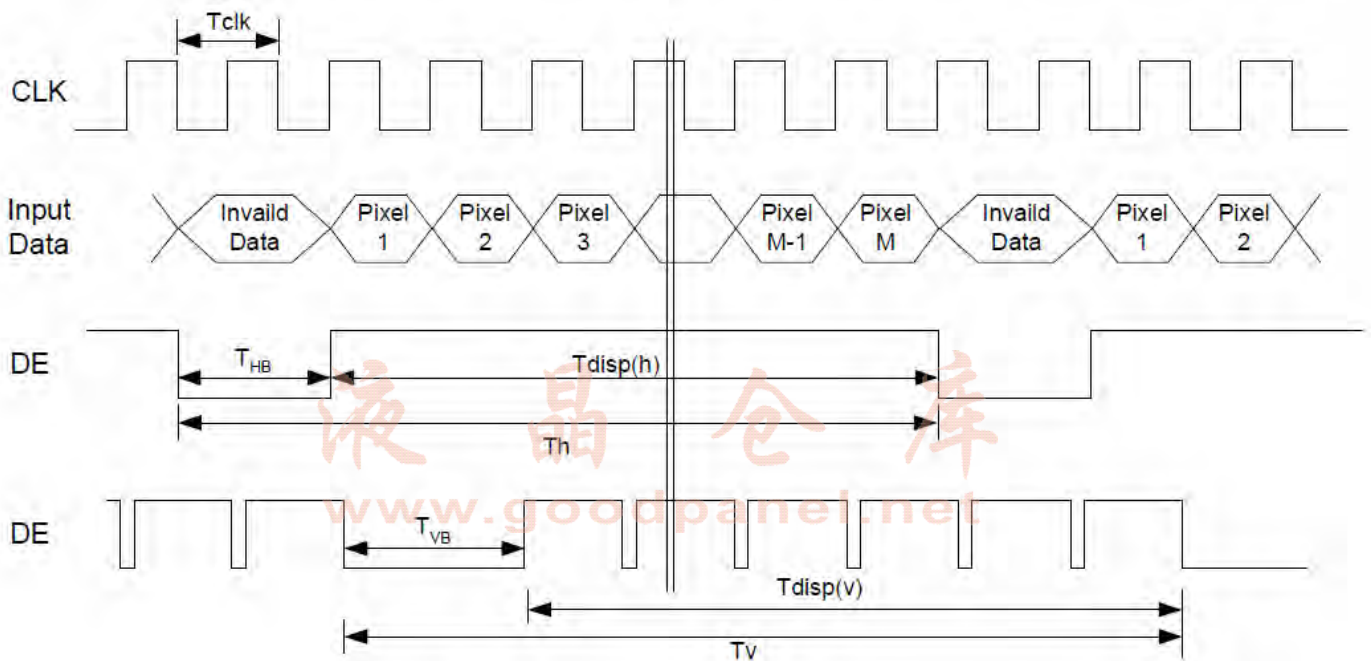 Tclk
CLK
Input
Data
Invaild
Data
Pixel
1
Pixel
2
Pixel
3
Pixel
M-1
Pixel
M
Invaild
Data
Pixel
1
Pixel
2
DE
THB
Tdisp(h)
Th
液晶仓库
www.goodpanel.net
DE
TVB
Tdisp(v)
Tv